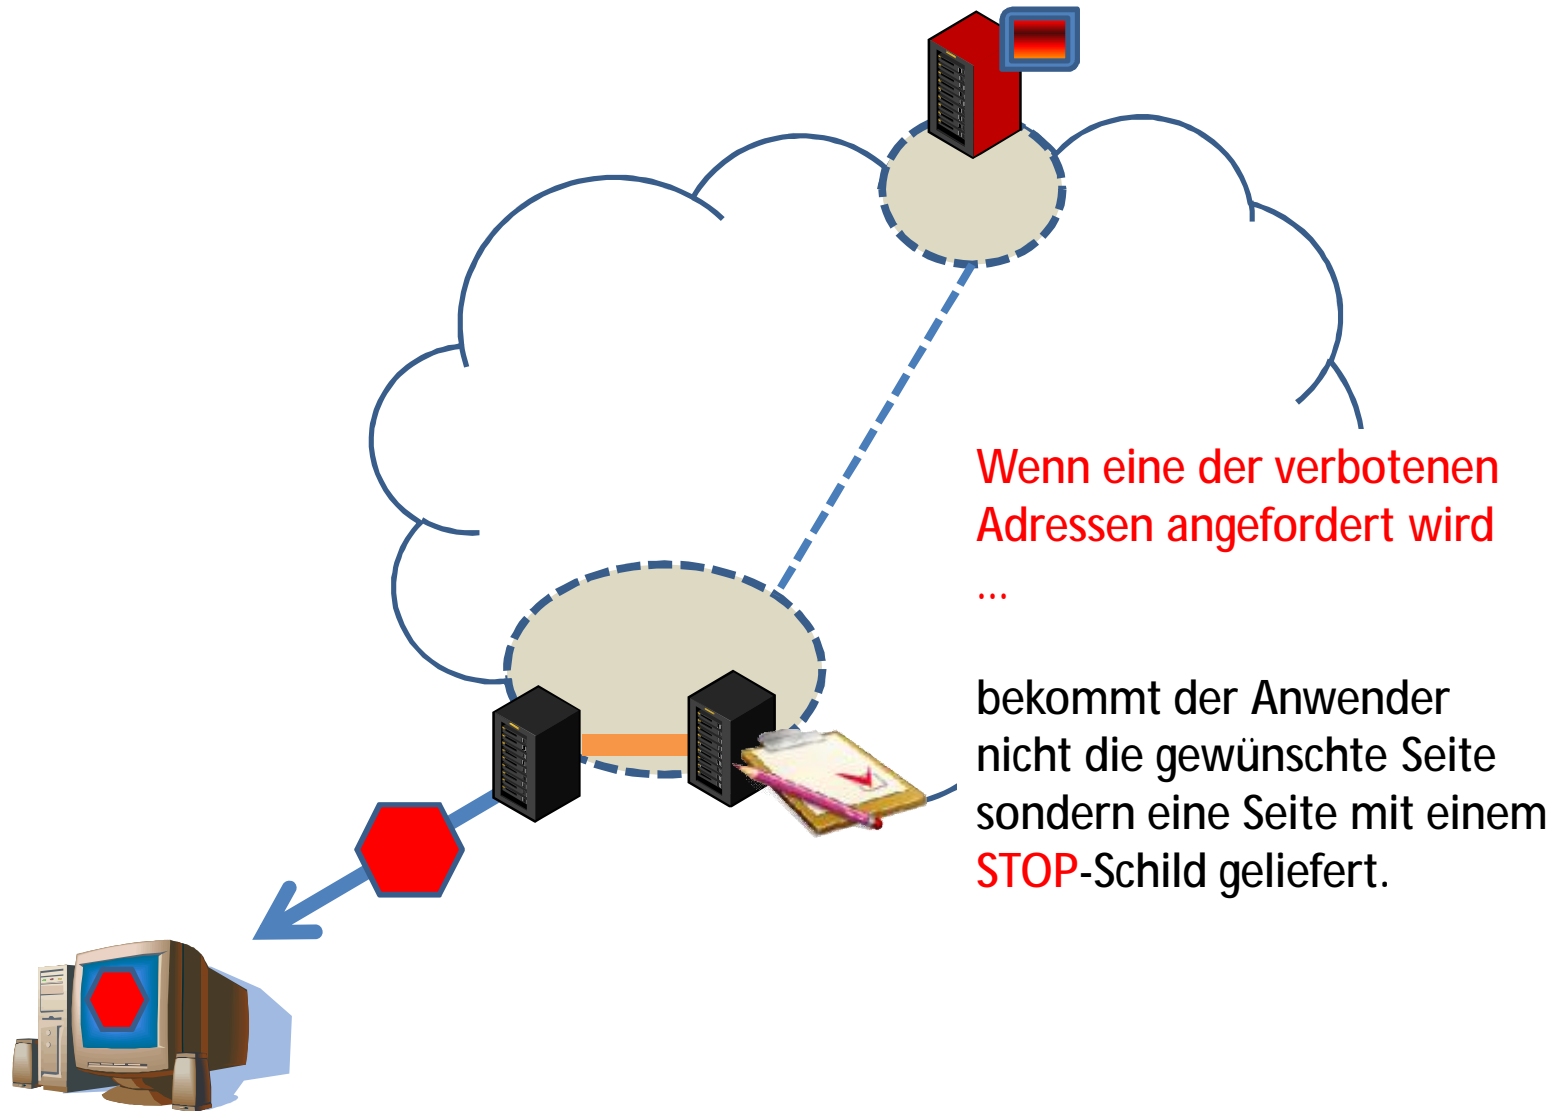 Wenn eine der verbotenen
Adressen angefordert wird
...
bekommt der Anwender
nicht die gewünschte Seite
sondern eine Seite mit einem
STOP-Schild geliefert.